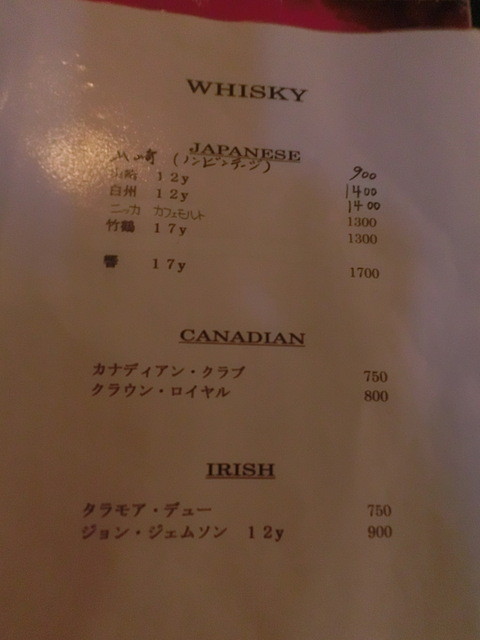 WHISKY
JAPANESE
山崎 (ノンビンテージ) 900
山崎 12y 1400
白州 12y 1400
ニッカ カフェモルト 1300
竹鶴 17y 1300
響 17y 1700
CANADIAN
カナディアン・クラブ 750
クラウン・ロイヤル 800
IRISH
タラモア・デュー 750
ジョン・ジェムソン 12y 900